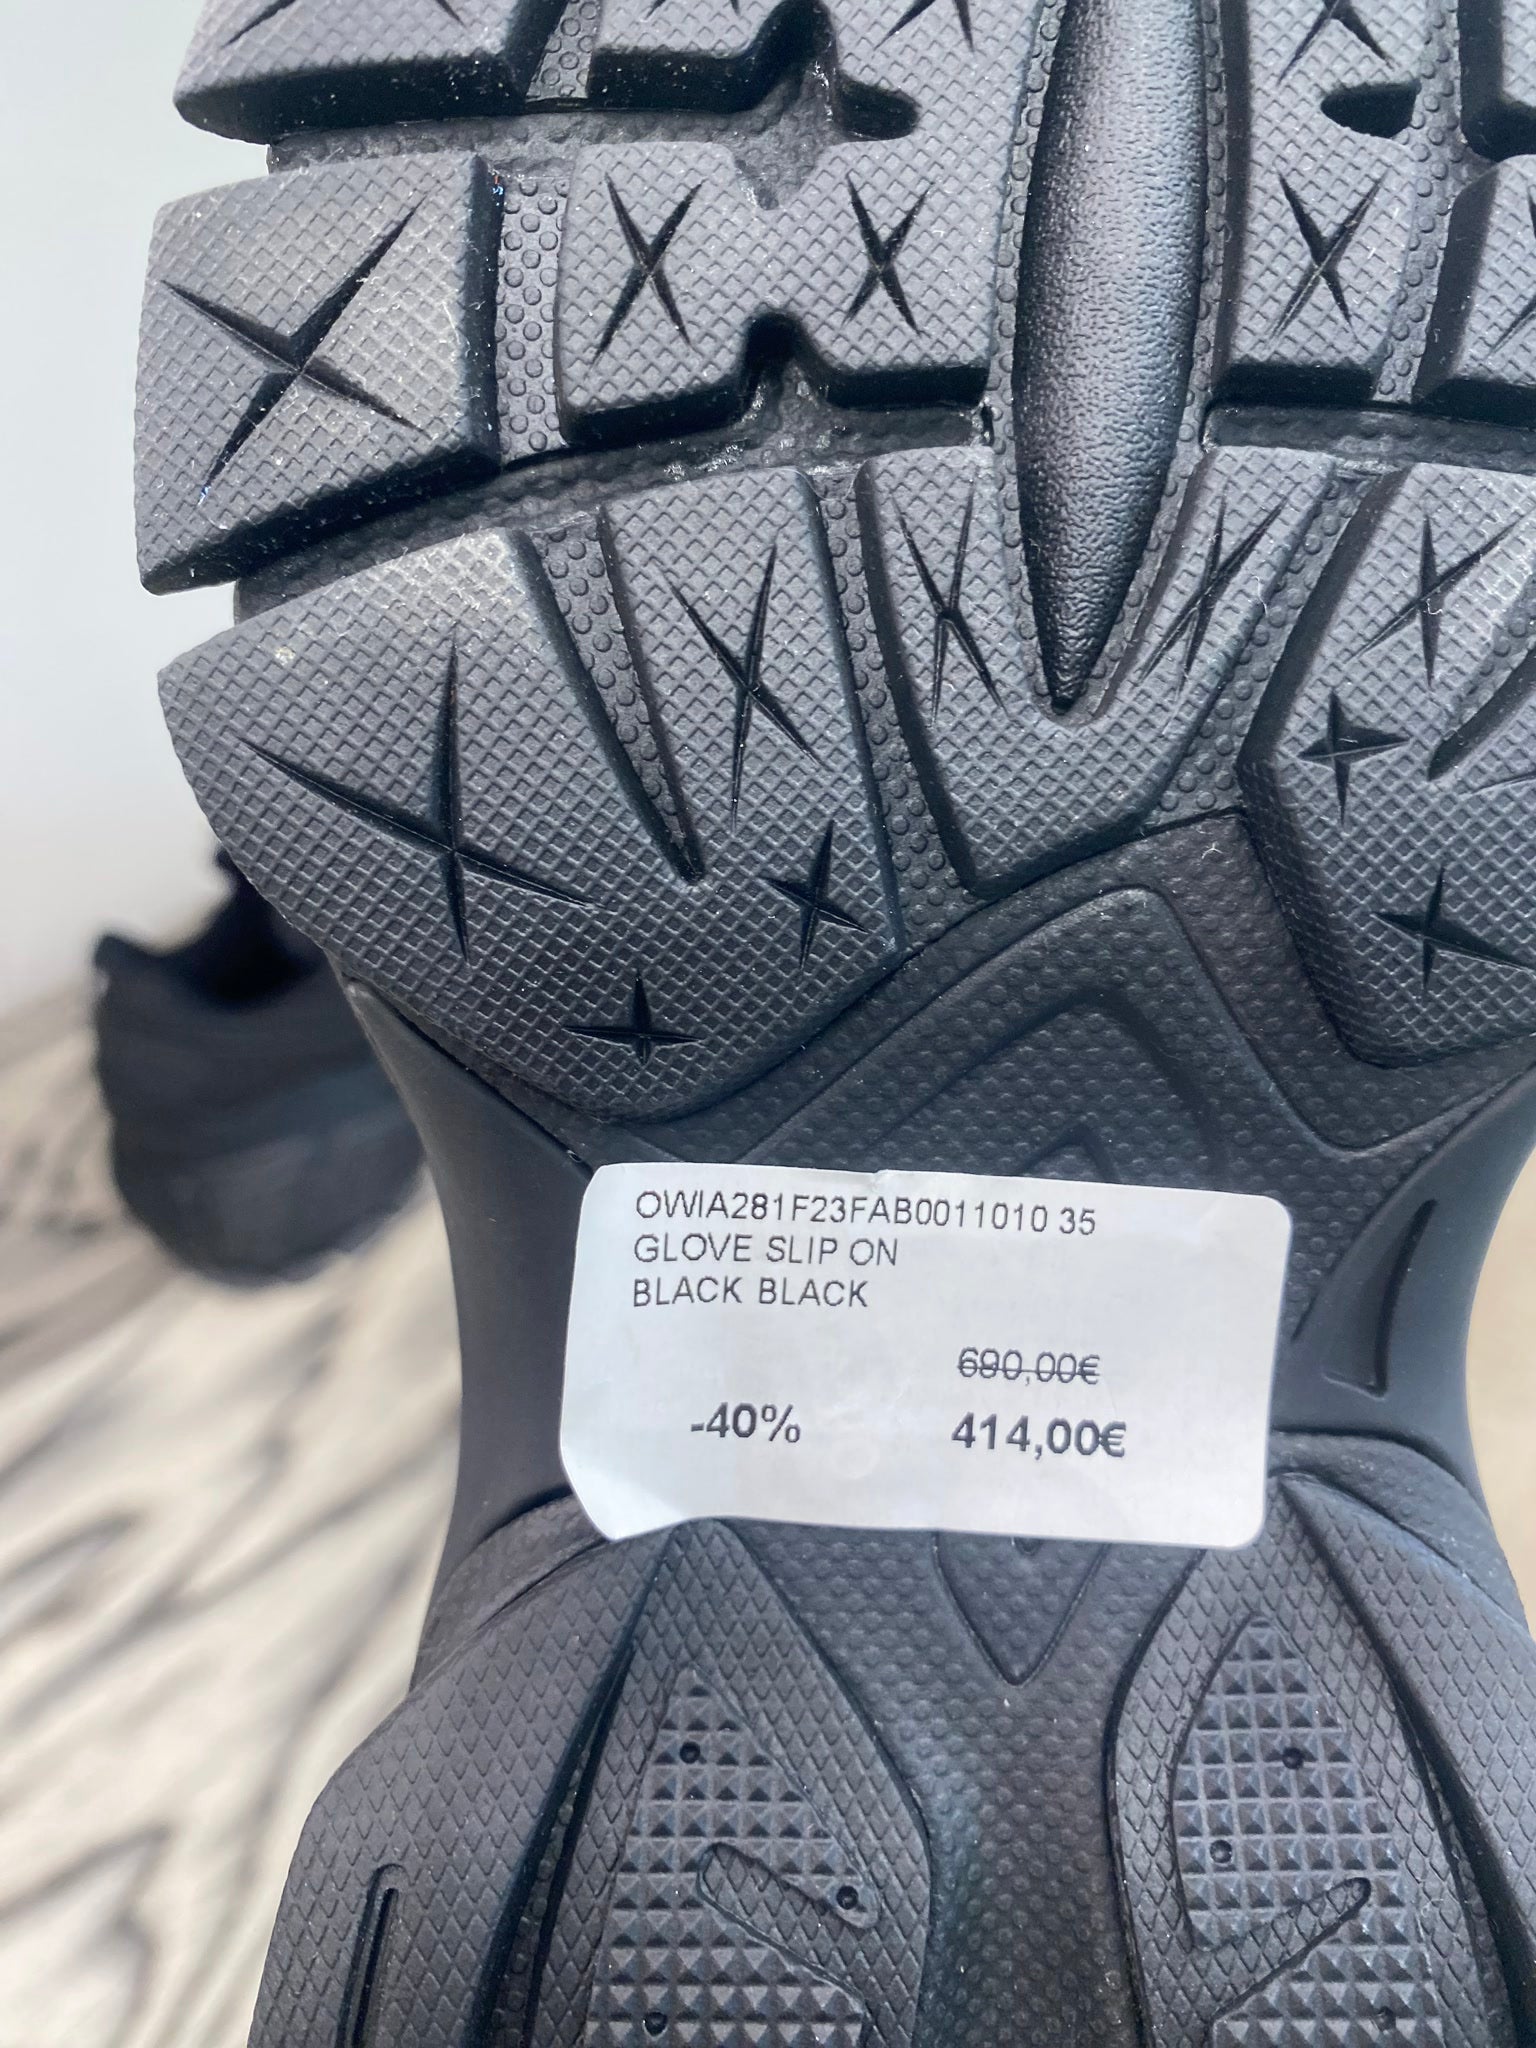 OWIA281F23FAB0011010 35
GLOVE SLIP ON
BLACK BLACK
690,00€
-40% 414,00€